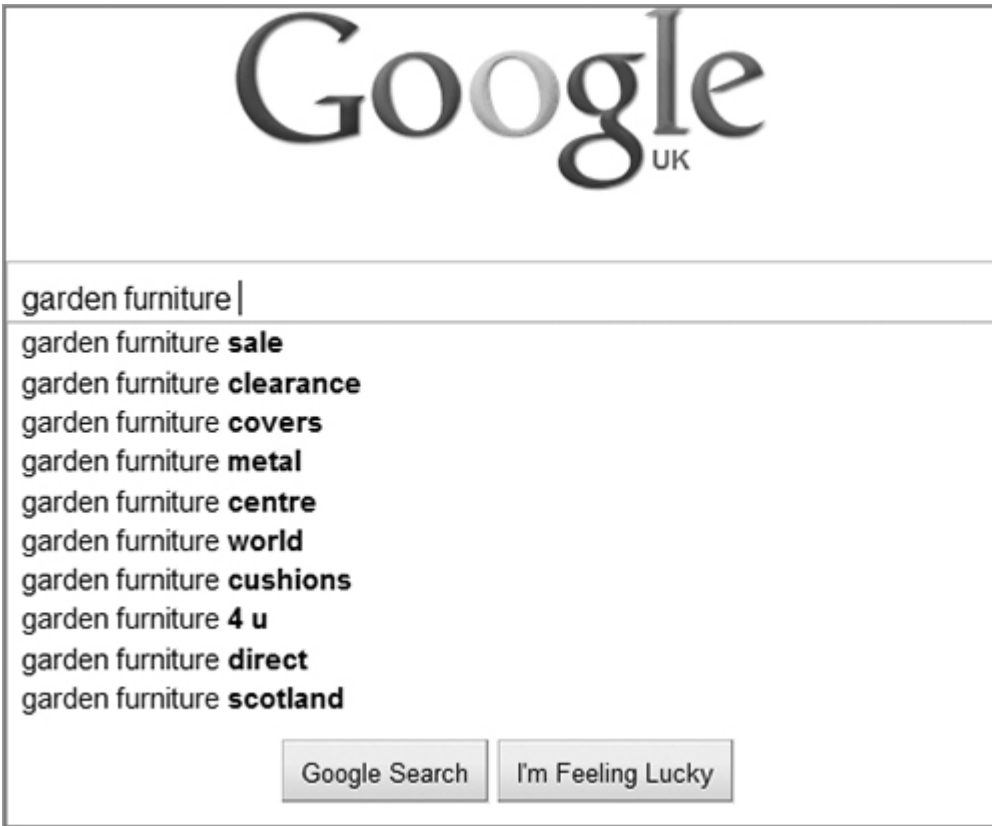 Google
UK
garden furniture
garden furniture sale
garden furniture clearance
garden furniture covers
garden furniture metal
garden furniture centre
garden furniture world
garden furniture cushions
garden furniture 4 u
garden furniture direct
garden furniture scotland
Google Search I'm Feeling Lucky